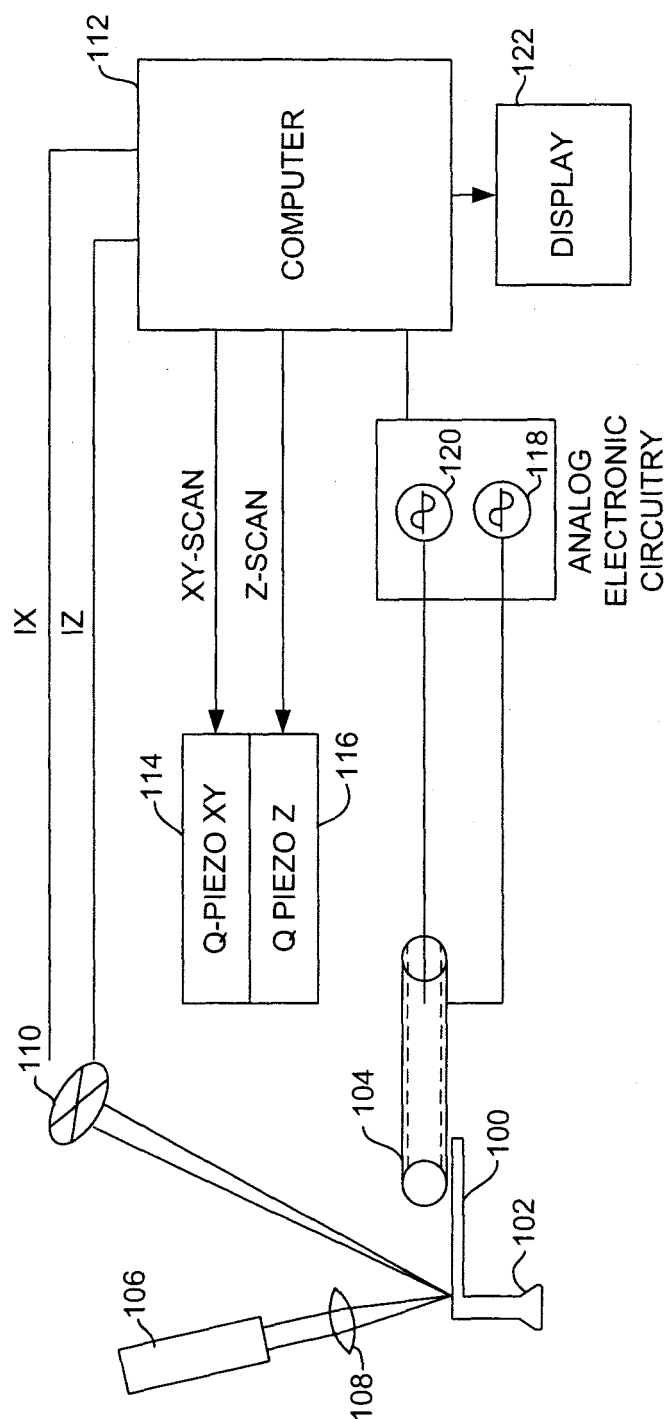 IX
IZ
110
106
108
104
100
102
114
Q-PIEZO XY
Q PIEZO Z
116
XY-SCAN
Z-SCAN
112
COMPUTER
120
118
ANALOG
ELECTRONIC
CIRCUITRY
122
DISPLAY